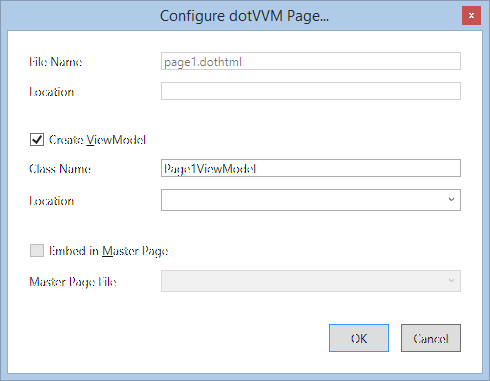 Configure dotVVM Page...
File Name page1.dothtml
Location
Create ViewModel
Class Name Page1ViewModel
Location
Embed in Master Page
Master Page File
OK Cancel